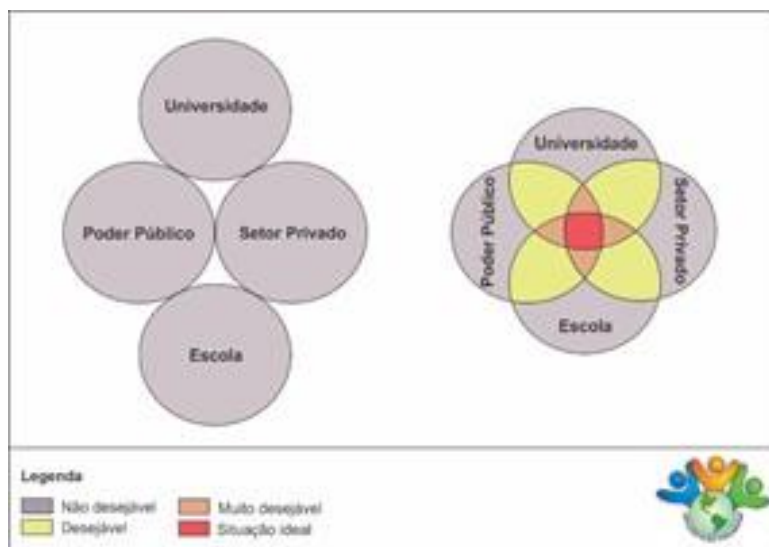 Universidade
Poder Público
Setor Privado
Escola
Universidade
Poder Público
Setor Privado
Escola
Legenda
Não desejável
Desejável
Muito desejável
Situação ideal